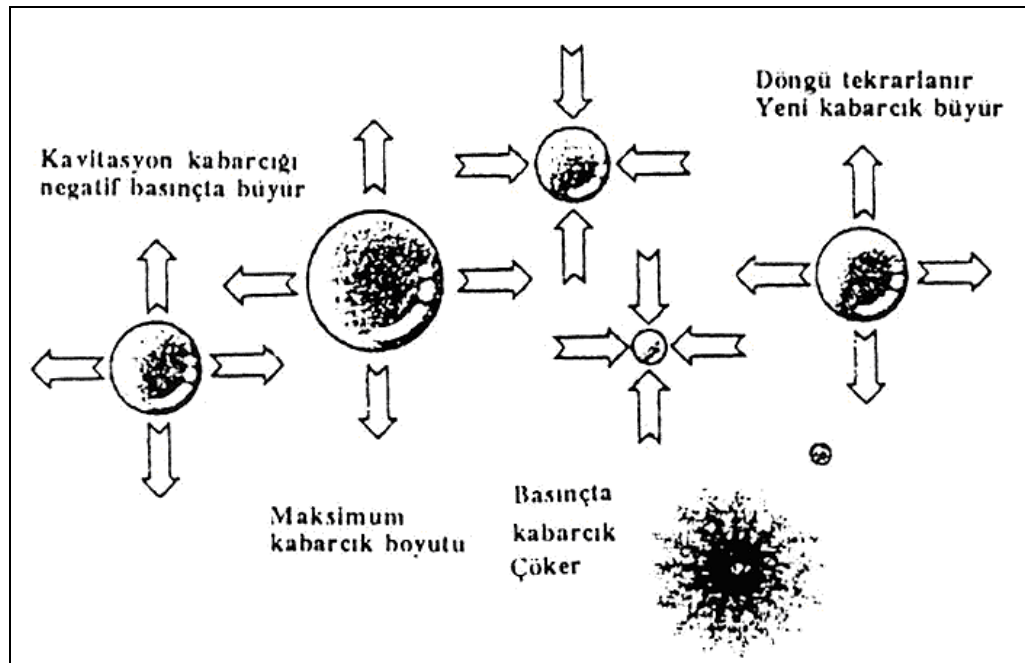 Kavitasyon kabarcığı
negatif basınçta büyür
Maksimum
kabarcık boyutu
Basınçta
kabarcık
Çöker
Döngü tekrarlanır
Yeni kabarcık büyür